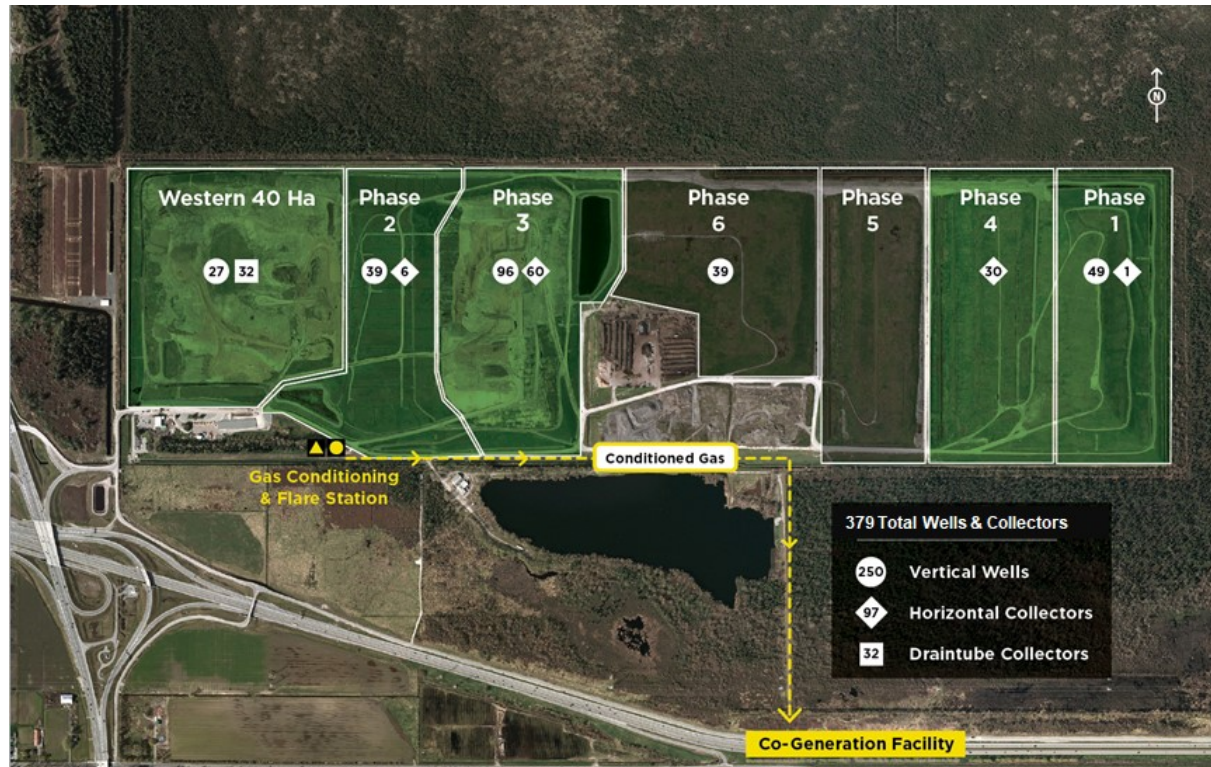 N
Western 40 Ha
27 32
Phase
2
39 6
Phase
3
96 60
Phase
6
39
Phase
5
Phase
4
30
Phase
1
49 1
Gas Conditioning
& Flare Station
Conditioned Gas
379 Total Wells & Collectors
250 Vertical Wells
97 Horizontal Collectors
32 Draintube Collectors
Co-Generation Facility